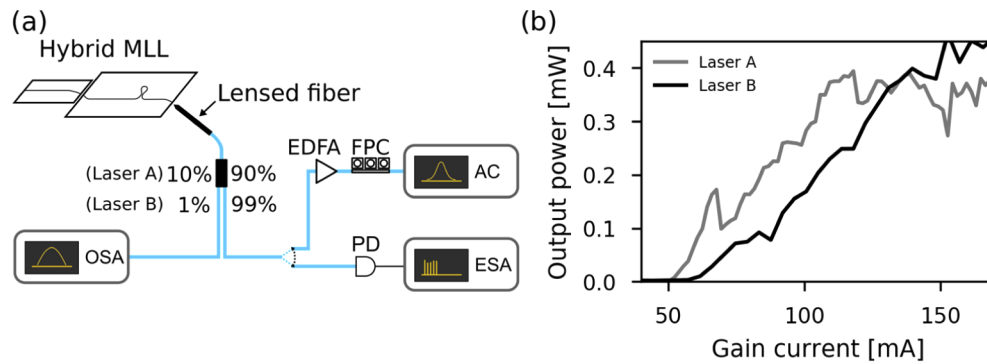 (a)
Hybrid MLL
Lensed fiber
EDFA FPC
AC
(Laser A) 10% 90%
(Laser B) 1% 99%
OSA
PD
ESA
(b)
Output power [mW]
0.4
0.3
0.2
0.1
0.0
Laser A
Laser B
50 100 150
Gain current [mA]